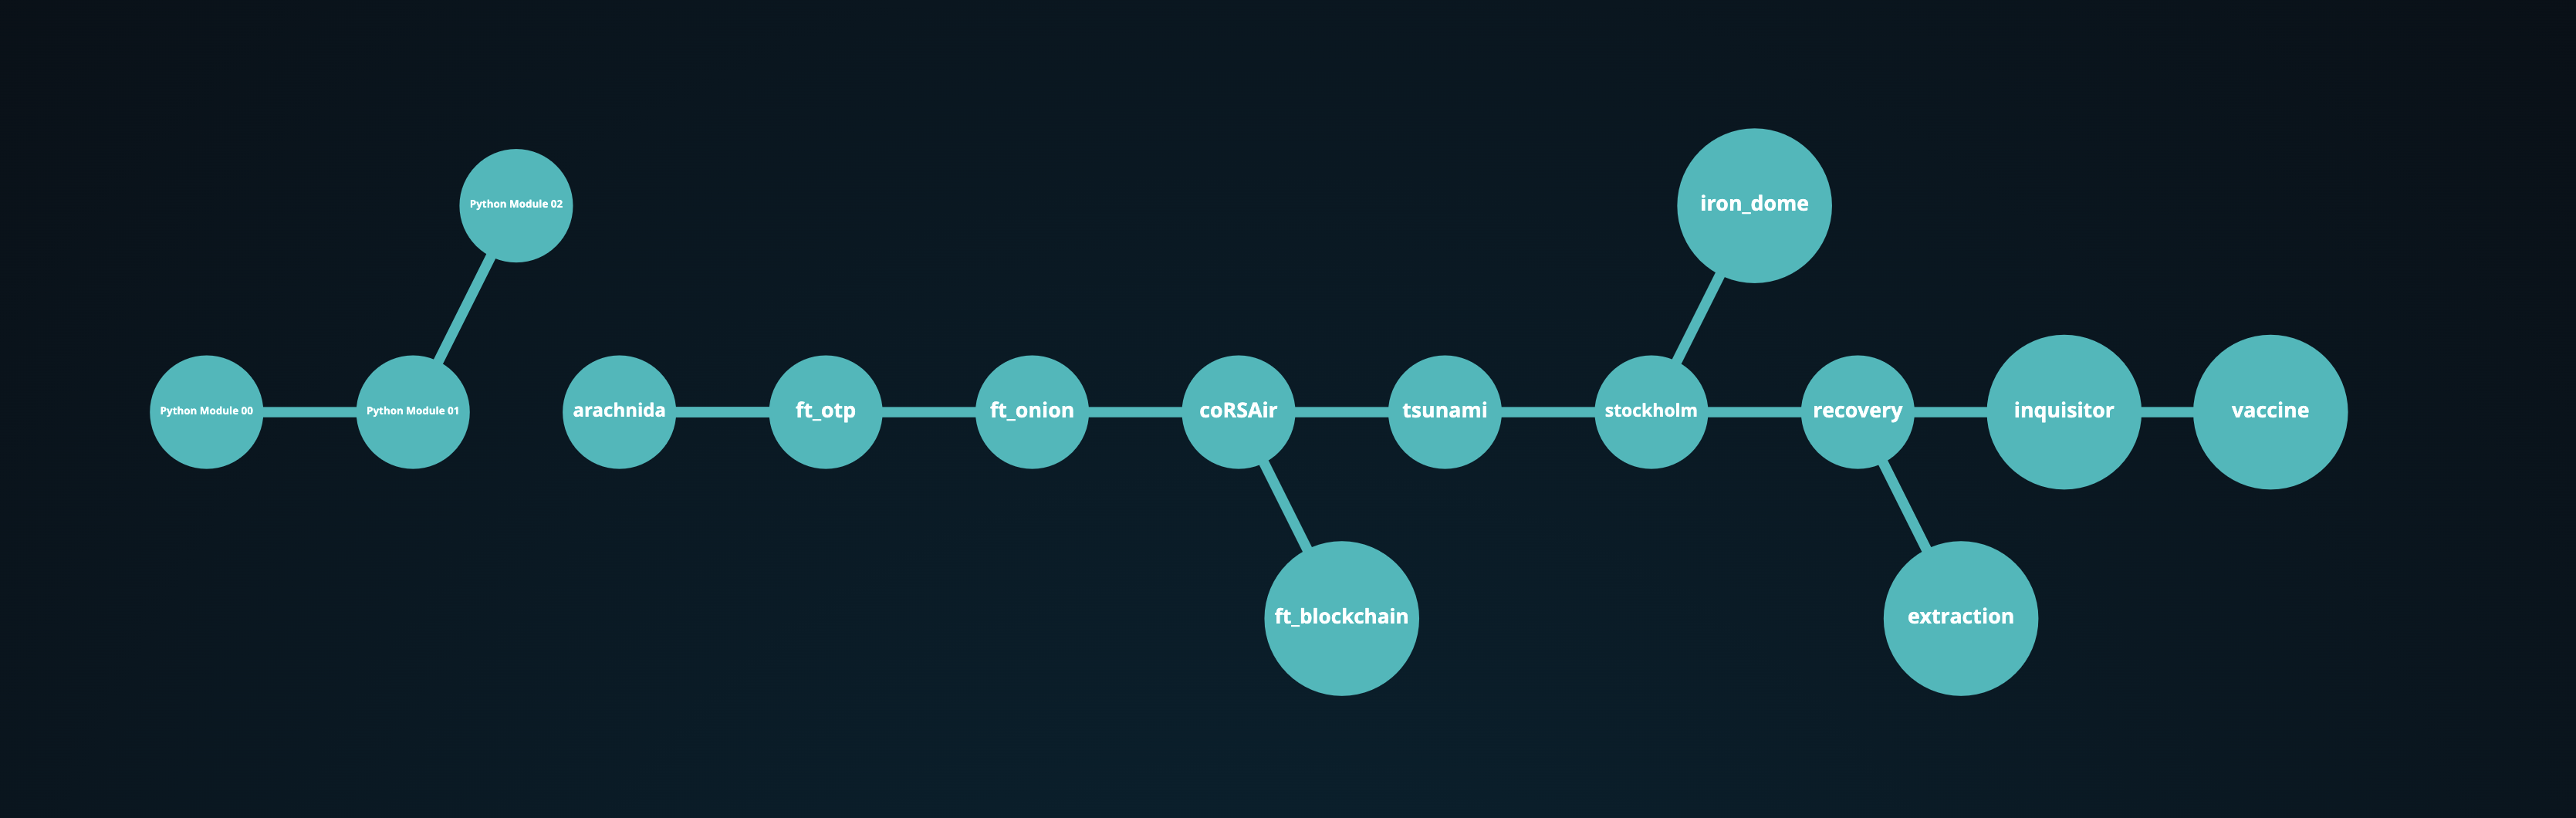 Python Module 02
iron_dome
Python Module 00
Python Module 01
arachnida
ft_otp
ft_onion
coRSAir
tsunami
stockholm
recovery
inquisitor
vaccine
ft_blockchain
extraction